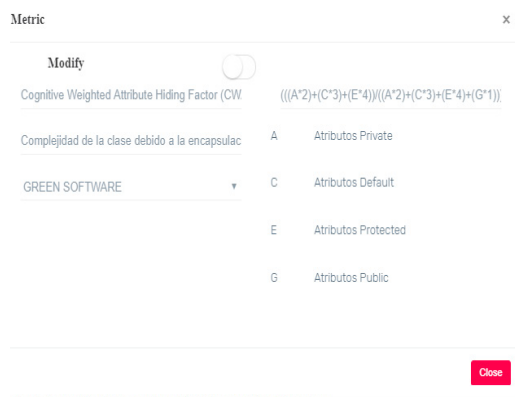 Metric
x
Modify
Cognitive Weighted Attribute Hiding Factor (CW
(((A*2)+(C*3)+(E*4))/((A*2)+(C*3)+(E*4)+(G*1)))
Complejidad de la clase debido a la encapsulac
A Atributos Private
GREEN SOFTWARE
C Atributos Default
E Atributos Protected
G Atributos Public
Close